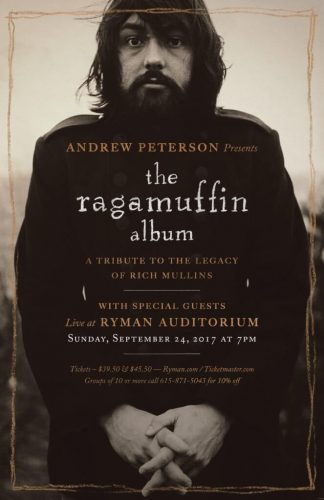 ANDREW PETERSON Presents
the
ragamuffin
album
A TRIBUTE TO THE LEGACY
OF RICH MULLINS
WITH SPECIAL GUESTS
Live at RYMAN AUDITORIUM
SUNDAY, SEPTEMBER 24, 2017 AT 7PM
Tickets – $39.50 & $45.50 — Ryman.com / Ticketmaster.com
Groups of 10 or more call 615-871-5043 for 10% off